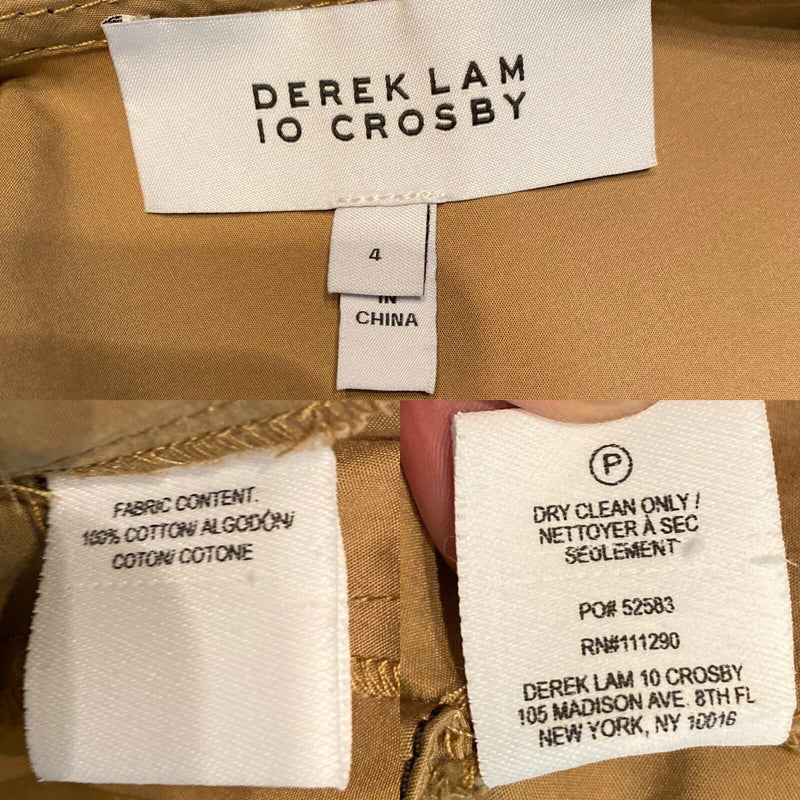 DEREK LAM
10 CROSBY
4
IN
CHINA
FABRIC CONTENT.
100% COTTON/ ALGODÓN/
COTON/ COTONE
P
DRY CLEAN ONLY /
NETTOYER À SEC
SEULEMENT
PO# 52583
RN#111290
DEREK LAM 10 CROSBY
105 MADISON AVE. 8TH FL
NEW YORK, NY 10016